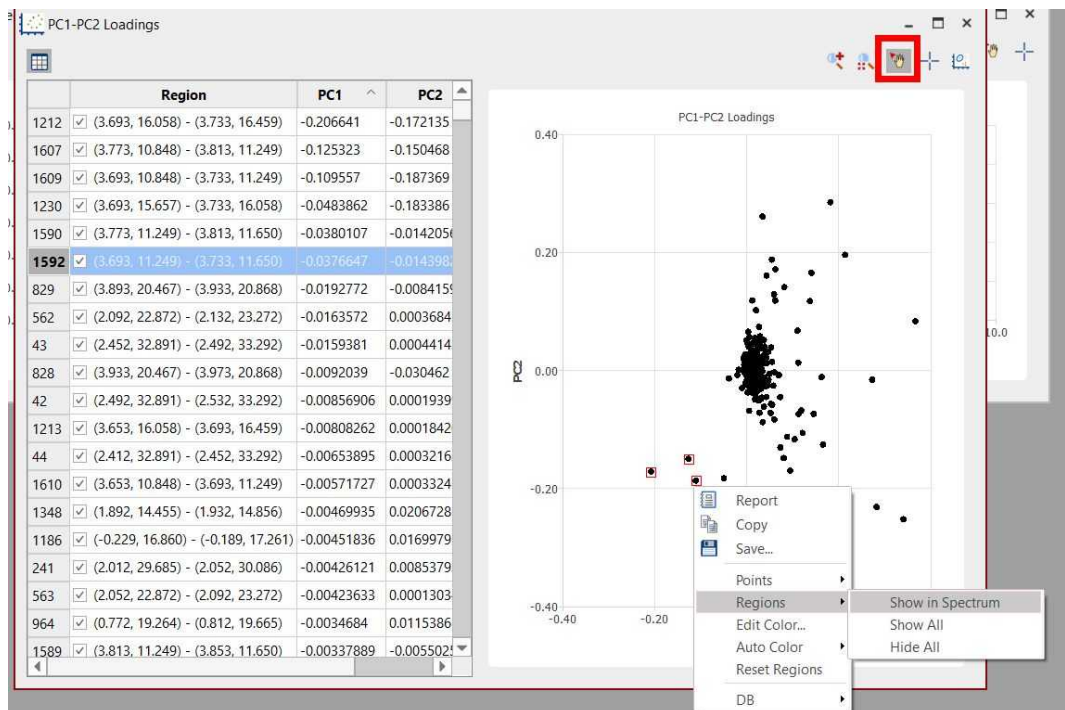 PC1-PC2 Loadings
Region PC1 PC2
1212 (3.693, 16.058) - (3.733, 16.459) -0.206641 -0.172135
1607 (3.773, 10.848) - (3.813, 11.249) -0.125323 -0.150468
1609 (3.693, 10.848) - (3.733, 11.249) -0.109557 -0.187369
1230 (3.693, 15.657) - (3.733, 16.058) -0.0483862 -0.183386
1590 (3.773, 11.249) - (3.813, 11.650) -0.0380107 -0.014205
1592 (3.693, 11.249) - (3.733, 11.650) -0.0376647 -0.014398
829 (3.893, 20.467) - (3.933, 20.868) -0.0192772 -0.008415
562 (2.092, 22.872) - (2.132, 23.272) -0.0163572 0.0003684
43 (2.452, 32.891) - (2.492, 33.292) -0.0159381 0.0004414
828 (3.933, 20.467) - (3.973, 20.868) -0.0092039 -0.030462
42 (2.492, 32.891) - (2.532, 33.292) -0.00856906 0.0001939
1213 (3.653, 16.058) - (3.693, 16.459) -0.00808262 0.0001842
44 (2.412, 32.891) - (2.452, 33.292) -0.00653895 0.0003216
1610 (3.653, 10.848) - (3.693, 11.249) -0.00571727 0.0003324
1348 (1.892, 14.455) - (1.932, 14.856) -0.00469935 0.0206728
1186 (-0.229, 16.860) - (-0.189, 17.261) -0.00451836 0.0169979
241 (2.012, 29.685) - (2.052, 30.086) -0.00426121 0.0085379
563 (2.052, 22.872) - (2.092, 23.272) -0.00423633 0.0001303
964 (0.772, 19.264) - (0.812, 19.665) -0.0034684 0.0115386
1589 (3.813, 11.249) - (3.853, 11.650) -0.00337889 -0.005502
PC1-PC2 Loadings
0.40
0.20
0.00
-0.20
-0.40
PC2
-0.40 -0.20
10.0
Report
Copy
Save...
Points
Regions
Edit Color...
Auto Color
Reset Regions
DB
Show in Spectrum
Show All
Hide All